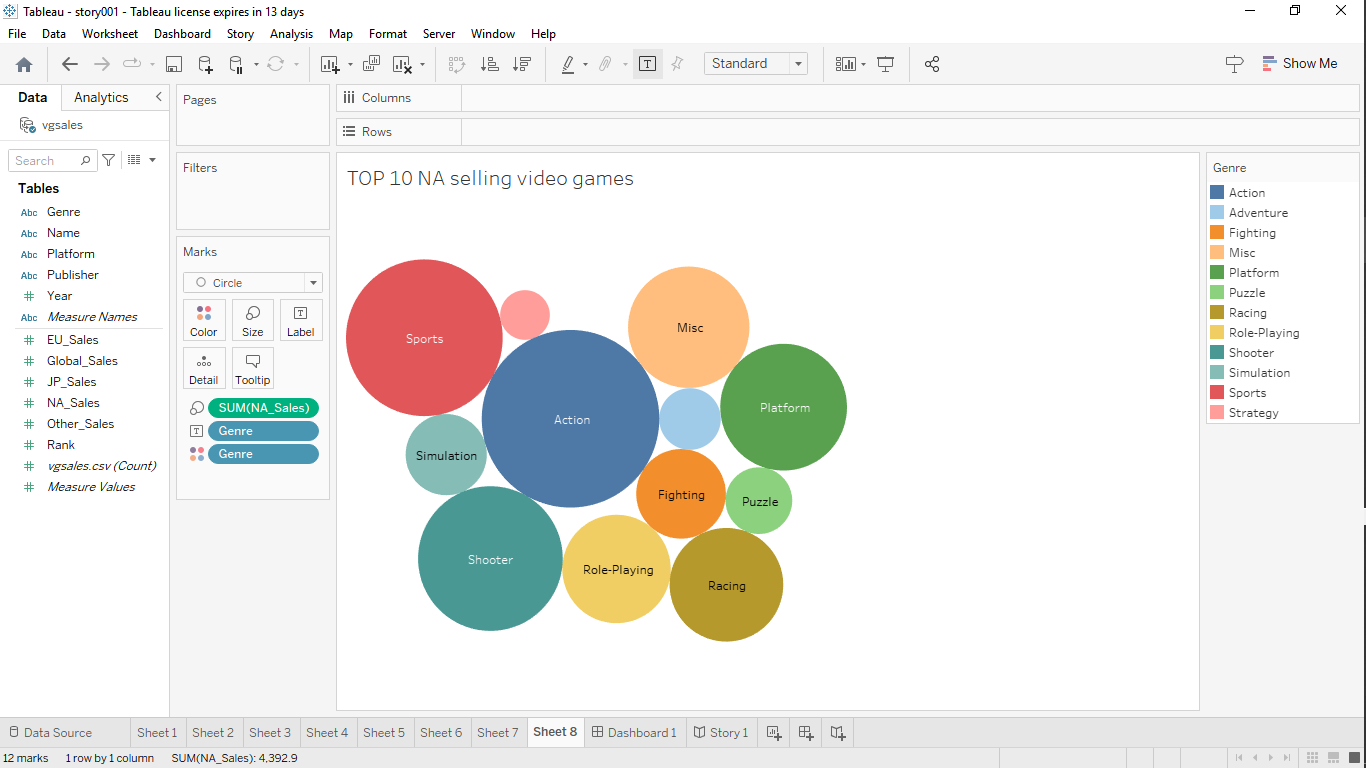 Tableau - story001 - Tableau license expires in 13 days
File Data Worksheet Dashboard Story Analysis Map Format Server Window Help
Standard
Show Me
Data Analytics
vgsales
Search
Tables
Abc Genre
Abc Name
Abc Platform
Abc Publisher
# Year
Abc Measure Names
# EU_Sales
# Global_Sales
# JP_Sales
# NA_Sales
# Other_Sales
# Rank
# vgsales.csv (Count)
# Measure Values
Pages
Filters
Marks
Circle
Color Size T Label
Detail Tooltip
SUM(NA_Sales)
T Genre
Genre
Columns
Rows
TOP 10 NA selling video games
Sports
Misc
Action
Platform
Simulation
Fighting
Puzzle
Shooter
Role-Playing
Racing
Genre
Action
Adventure
Fighting
Misc
Platform
Puzzle
Racing
Role-Playing
Shooter
Simulation
Sports
Strategy
Data Source Sheet 1 Sheet 2 Sheet 3 Sheet 4 Sheet 5 Sheet 6 Sheet 7 Sheet 8 Dashboard 1 Story 1
12 marks 1 row by 1 column SUM(NA_Sales): 4,392.9